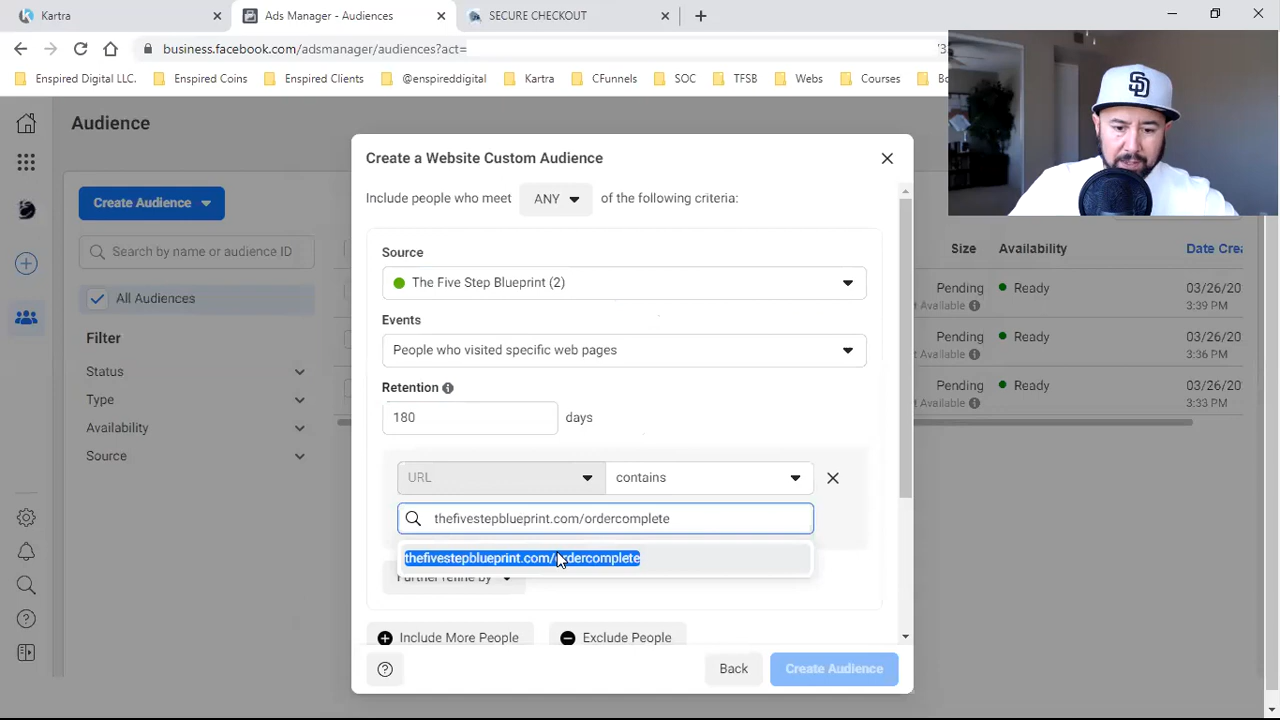 Kartra
Ads Manager - Audiences
SECURE CHECKOUT
business.facebook.com/adsmanager/audiences?act=
Enspired Digital LLC.
Enspired Coins
Enspired Clients
@enspireddigital
Kartra
CFunnels
SOC
TFSB
Webs
Courses
Audience
Create Audience
Search by name or audience ID
All Audiences
Filter
Status
Type
Availability
Source
Create a Website Custom Audience
Include people who meet ANY of the following criteria:
Source
The Five Step Blueprint (2)
Events
People who visited specific web pages
Retention
180 days
URL contains
thefivestepblueprint.com/ordercomplete
thefivestepblueprint.com/ordercomplete
Further refine by
Include More People
Exclude People
Back
Create Audience
Size Availability Date Crea
Pending Ready 03/26/20
Available 3:39 PM
Pending Ready 03/26/20
Available 3:36 PM
Pending Ready 03/26/20
Available 3:33 PM
SD